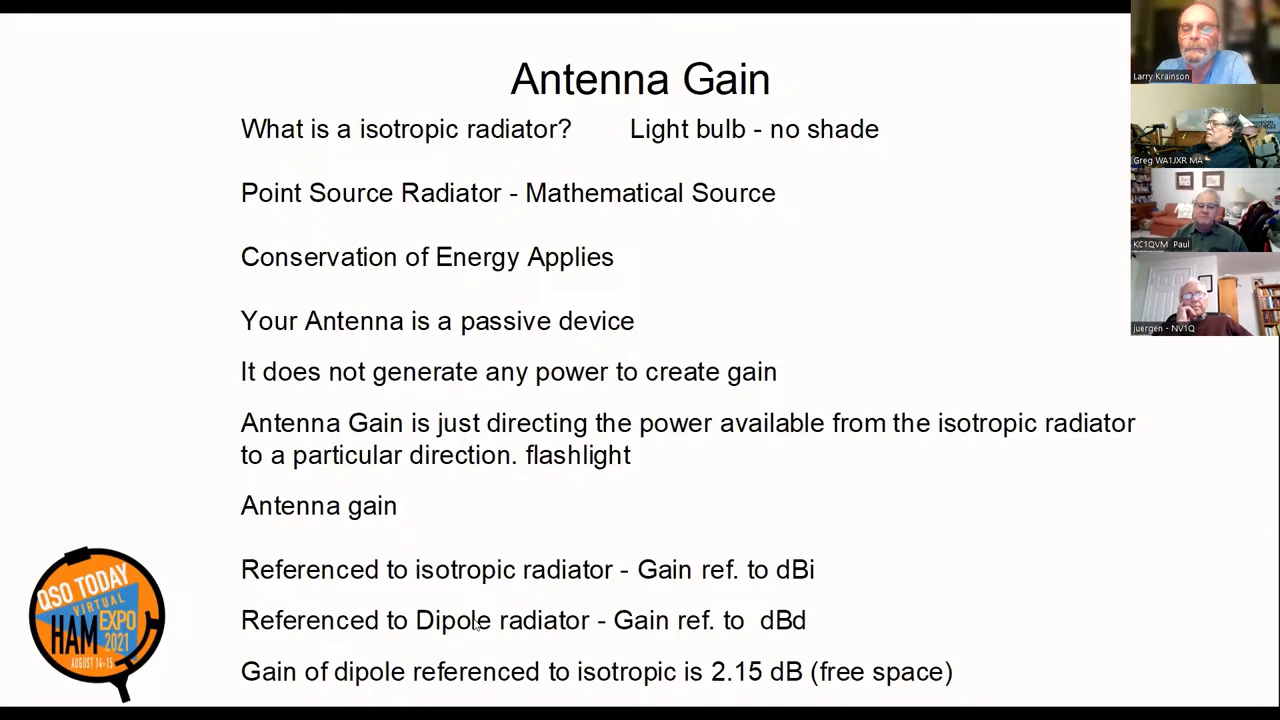 Antenna Gain
What is a isotropic radiator? Light bulb - no shade
Point Source Radiator - Mathematical Source
Conservation of Energy Applies
Your Antenna is a passive device
It does not generate any power to create gain
Antenna Gain is just directing the power available from the isotropic radiator
to a particular direction. flashlight
Antenna gain
Referenced to isotropic radiator - Gain ref. to dBi
Referenced to Dipole radiator - Gain ref. to dBd
Gain of dipole referenced to isotropic is 2.15 dB (free space)
QSO TODAY
VIRTUAL
HAM EXPO
2021
AUGUST 14-15
Larry Krainson
Greg WA1JXR MA
KC1QVM Paul
juergen - NV1Q